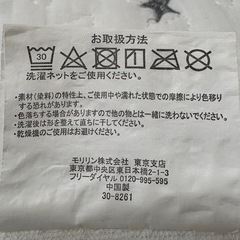 お取扱方法
30
洗濯ネットをご使用ください。
・素材(染料)の特性上、ご使用中や濡れた状態での摩擦により色移り
する恐れがあります。
・色落ちする場合がありますので他の物とは一緒に洗わないでください。
・洗濯後は形を整えて直ちに干してください。
・乾燥機のご使用はお避けください。
モリリン株式会社 東京支店
東京都中央区東日本橋2-1-3
フリーダイヤル 0120-995-595
中国製
30-8261